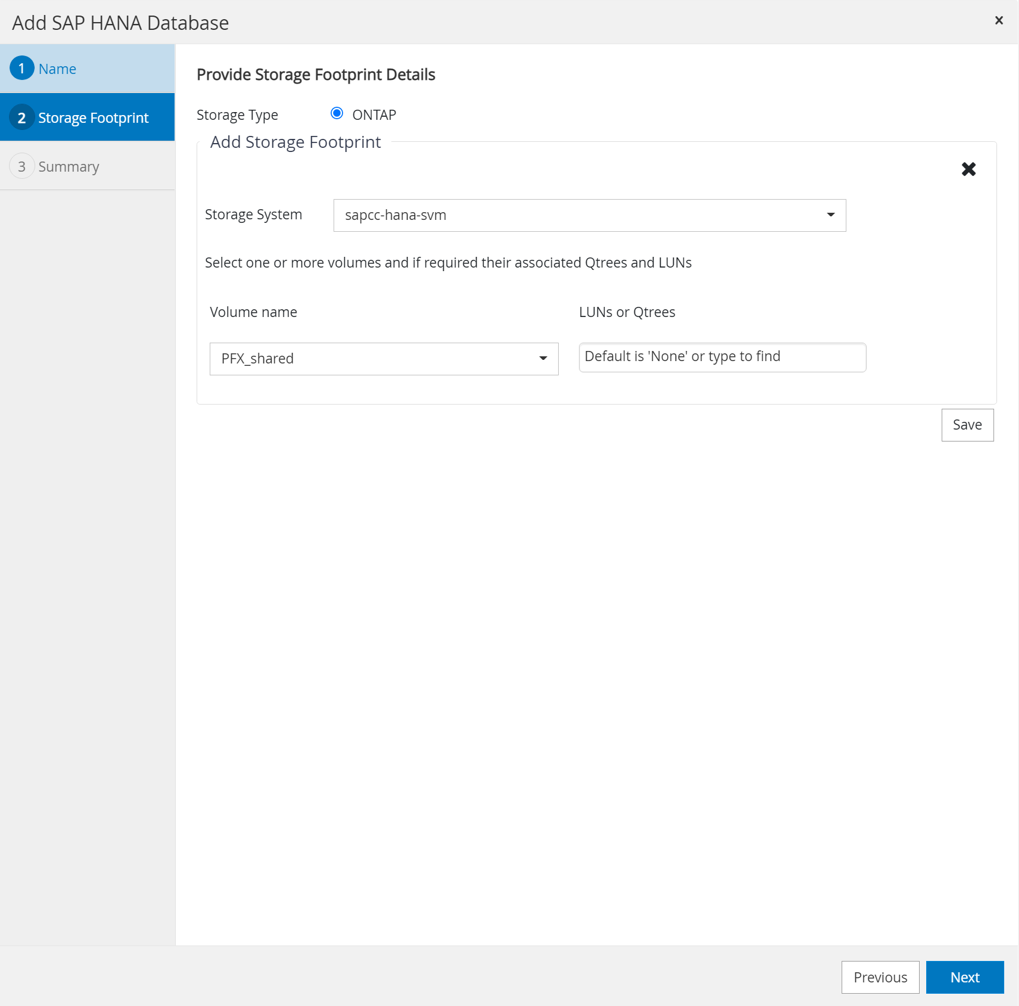 Add SAP HANA Database
×
1 Name
2 Storage Footprint
3 Summary
Provide Storage Footprint Details
Storage Type ONTAP
Add Storage Footprint
Storage System sapcc-hana-svm
Select one or more volumes and if required their associated Qtrees and LUNs
Volume name LUNs or Qtrees
PFX_shared Default is 'None' or type to find
Save
Previous Next